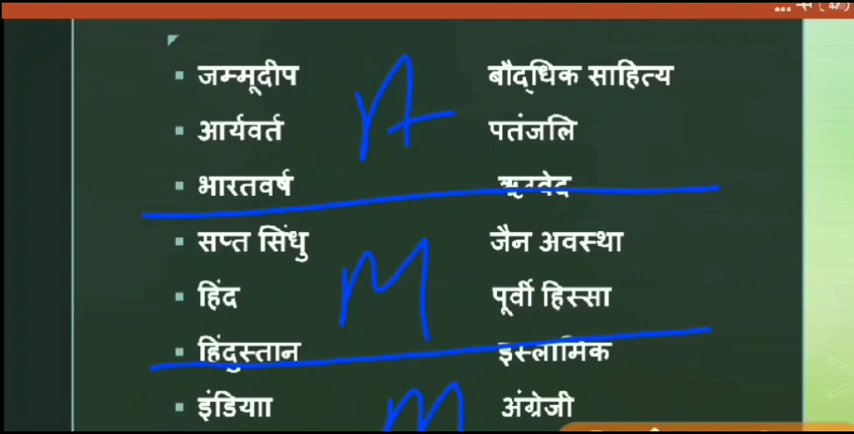 जम्मूदीप बौद्धिक साहित्य
आर्यवर्त A पतंजलि
भारतवर्ष ऋग्वेद
सप्त सिंधु जैन अवस्था
हिंद M पूर्वी हिस्सा
हिंदुस्तान इस्लामिक
इंडियाा m अंग्रेजी